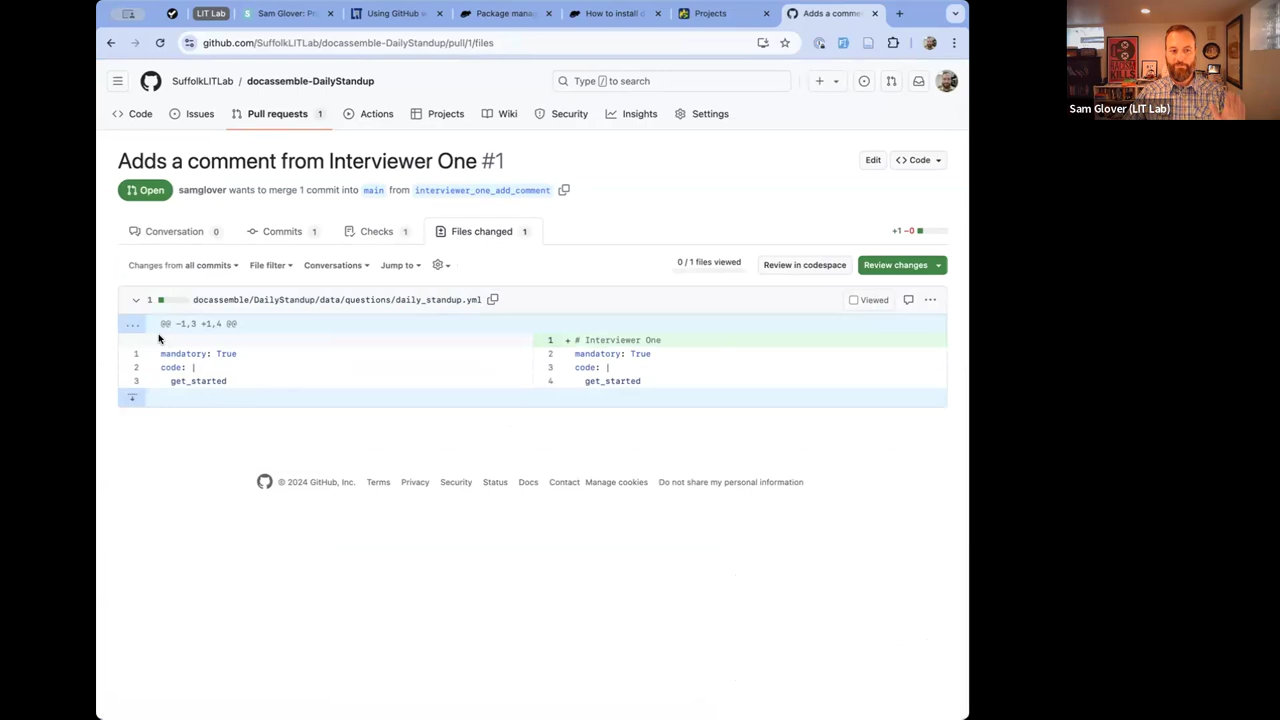 LIT Lab
Sam Glover: Pr
Using GitHub w
Package mana
How to install d
Projects
Adds a comme
github.com/SuffolkLITLab/docassemble-DailyStandup/pull/1/files
Sam Glover (LIT Lab)
SuffolkLITLab / docassemble-DailyStandup
Type / to search
Code
Issues
Pull requests 1
Actions
Projects
Wiki
Security
Insights
Settings
Adds a comment from Interviewer One #1
Edit
<> Code
Open
samglover wants to merge 1 commit into main from interviewer_one_add_comment
Conversation 0
Commits 1
Checks 1
Files changed 1
+1 −0
Changes from all commits
File filter
Conversations
Jump to
0 / 1 files viewed
Review in codespace
Review changes
1 docassemble/DailyStandup/data/questions/daily_standup.yml
Viewed
... @@ -1,3 +1,4 @@
1 + # Interviewer One
1 mandatory: True
2 mandatory: True
2 code: |
3 code: |
3 get_started
4 get_started
© 2024 GitHub, Inc.
Terms
Privacy
Security
Status
Docs
Contact
Manage cookies
Do not share my personal information